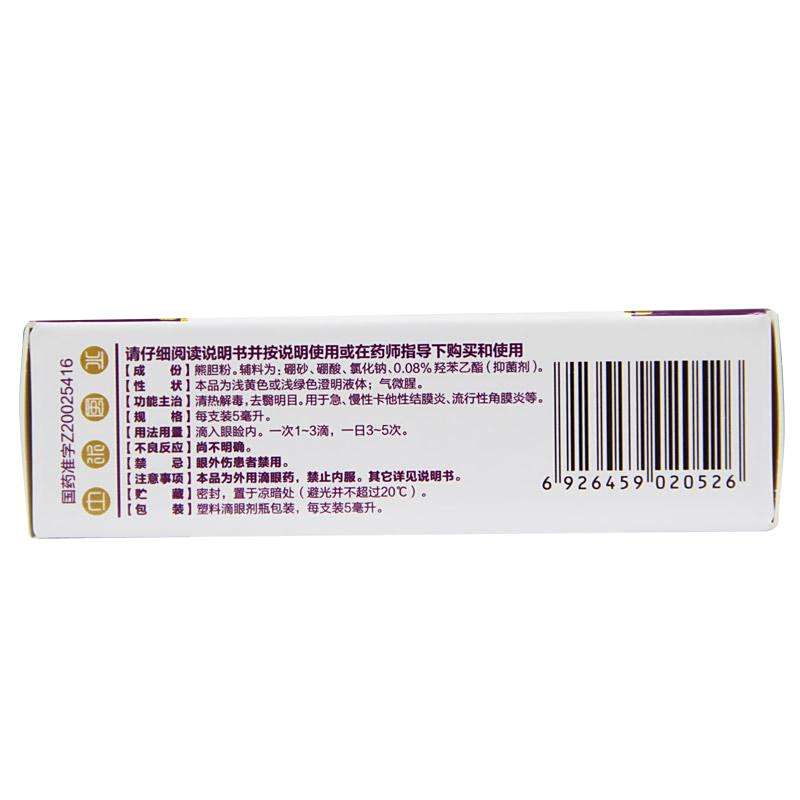 国药准字Z20025416
请仔细阅读说明书并按说明使用或在药师指导下购买和使用
【成 份】熊胆粉。辅料为：硼砂、硼酸、氯化钠、0.08%羟苯乙酯（抑菌剂）。
【性 状】本品为浅黄色或浅绿色澄明液体；气微腥。
【功能主治】清热解毒，去翳明目。用于急、慢性卡他性结膜炎、流行性角膜炎等。
【规 格】每支装5毫升。
【用法用量】滴入眼睑内。一次1~3滴，一日3~5次。
【不良反应】尚不明确。
【禁 忌】眼外伤患者禁用。
【注意事项】本品为外用滴眼药，禁止内服。其它详见说明书。
【贮 藏】密封，置于凉暗处（避光并不超过20℃）。
【包 装】塑料滴眼剂瓶包装，每支装5毫升。
6 926459 020526